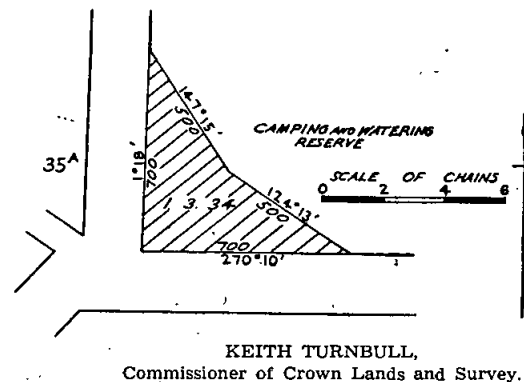 147°15'
500
CAMPING AND WATERING
RESERVE
35A
1°18'
700
1. 3. 34
124°13'
500
SCALE OF CHAINS
0 2 4 6
700
270°10'
KEITH TURNBULL,
Commissioner of Crown Lands and Survey.